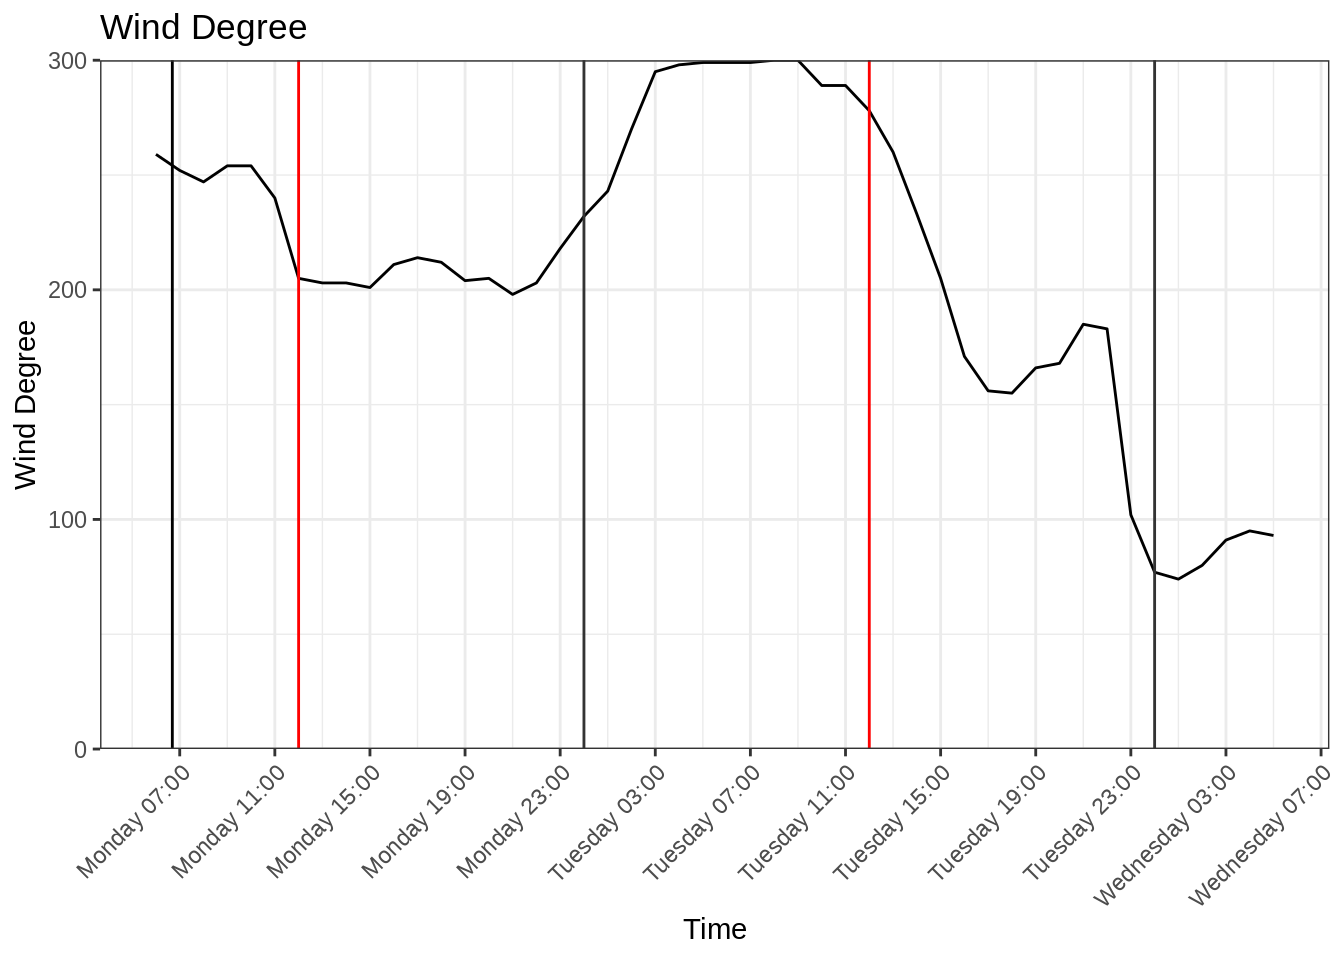 Wind Degree
300
200
100
0
Wind Degree
Monday 07:00
Monday 11:00
Monday 15:00
Monday 19:00
Monday 23:00
Tuesday 03:00
Tuesday 07:00
Tuesday 11:00
Tuesday 15:00
Tuesday 19:00
Tuesday 23:00
Wednesday 03:00
Wednesday 07:00
Time